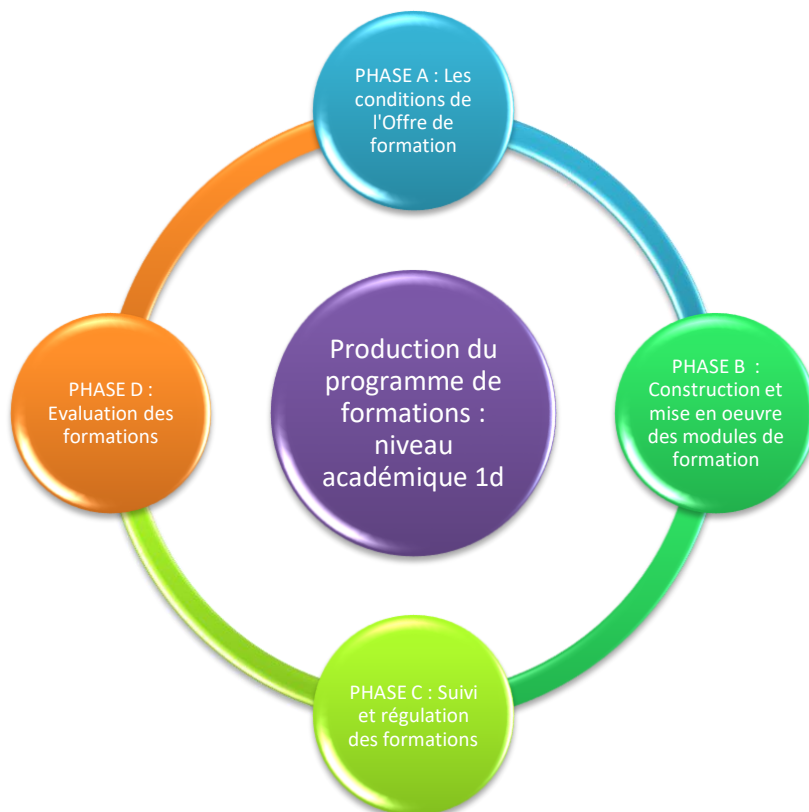 PHASE A : Les
conditions de
l'Offre de
formation
PHASE B  :
Construction et
mise en oeuvre
des modules de
formation
Production du
programme de
formations :
niveau
académique 1d
PHASE D :
Evaluation des
formations
PHASE C : Suivi
et régulation
des formations